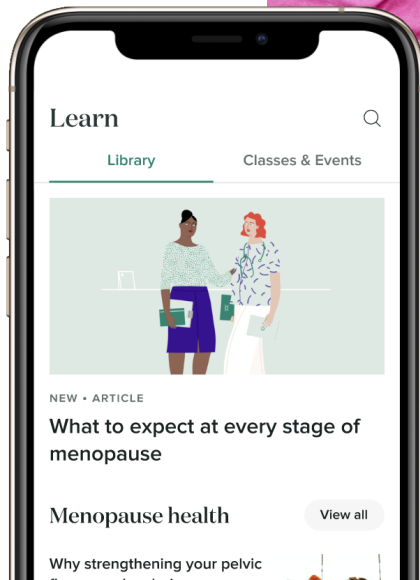 Learn
Library
Classes & Events
NEW • ARTICLE
What to expect at every stage of
menopause
Menopause health
View all
Why strengthening your pelvic